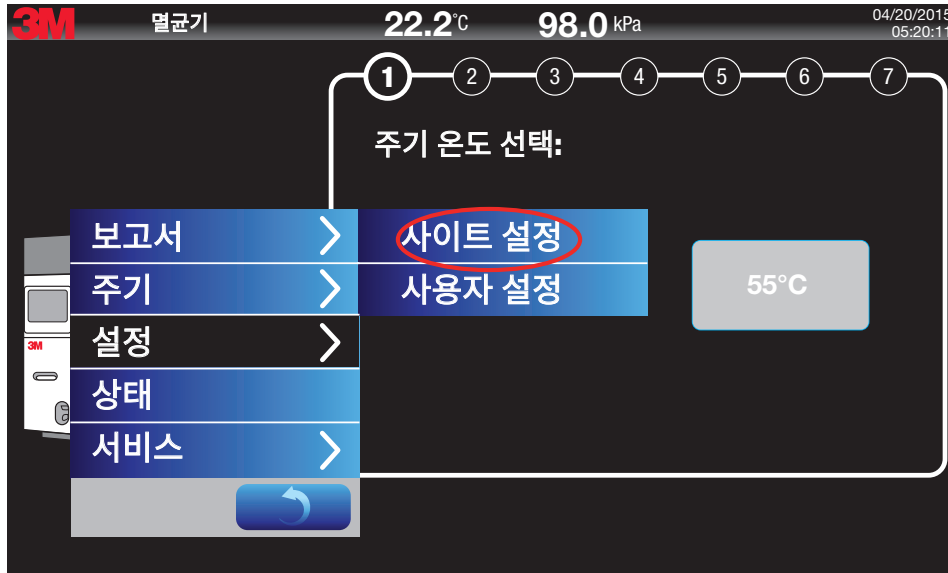 3M 멸균기 22.2°C 98.0 kPa 04/20/2015
05:20:11
1 2 3 4 5 6 7
주기 온도 선택:
보고서 사이트 설정
주기 사용자 설정
55°C
설정
3M
상태
서비스